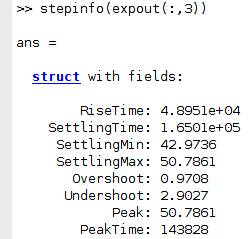 >> stepinfo(expout(:,3))
ans =
struct with fields:
RiseTime: 4.8951e+04
SettlingTime: 1.6501e+05
SettlingMin: 42.9736
SettlingMax: 50.7861
Overshoot: 0.9708
Undershoot: 2.9027
Peak: 50.7861
PeakTime: 143828